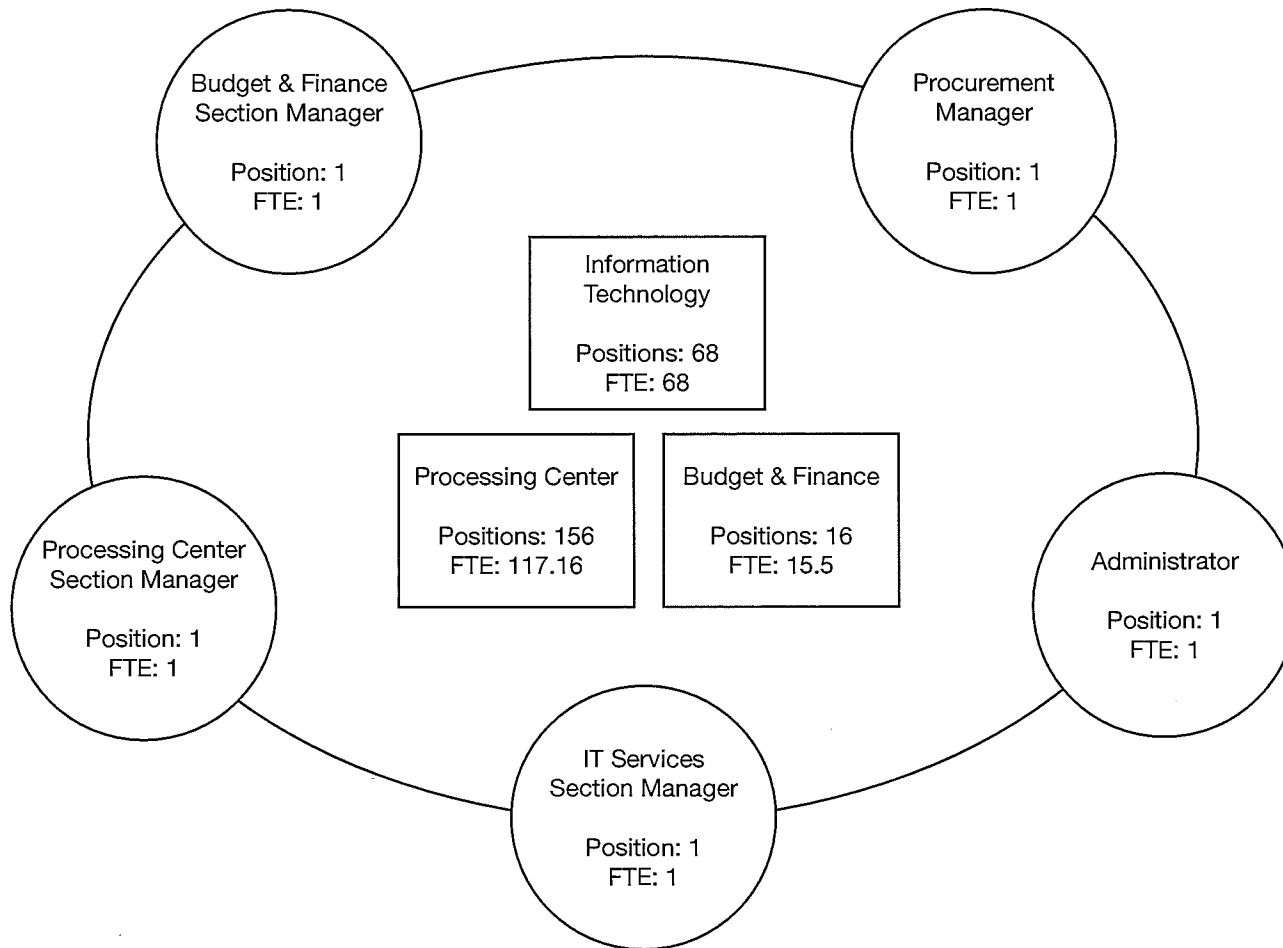 Budget & Finance
Section Manager
Position: 1
FTE: 1
Procurement
Manager
Position: 1
FTE: 1
Information
Technology
Positions: 68
FTE: 68
Processing Center
Positions: 156
FTE: 117.16
Budget & Finance
Positions: 16
FTE: 15.5
Processing Center
Section Manager
Position: 1
FTE: 1
Administrator
Position: 1
FTE: 1
IT Services
Section Manager
Position: 1
FTE: 1